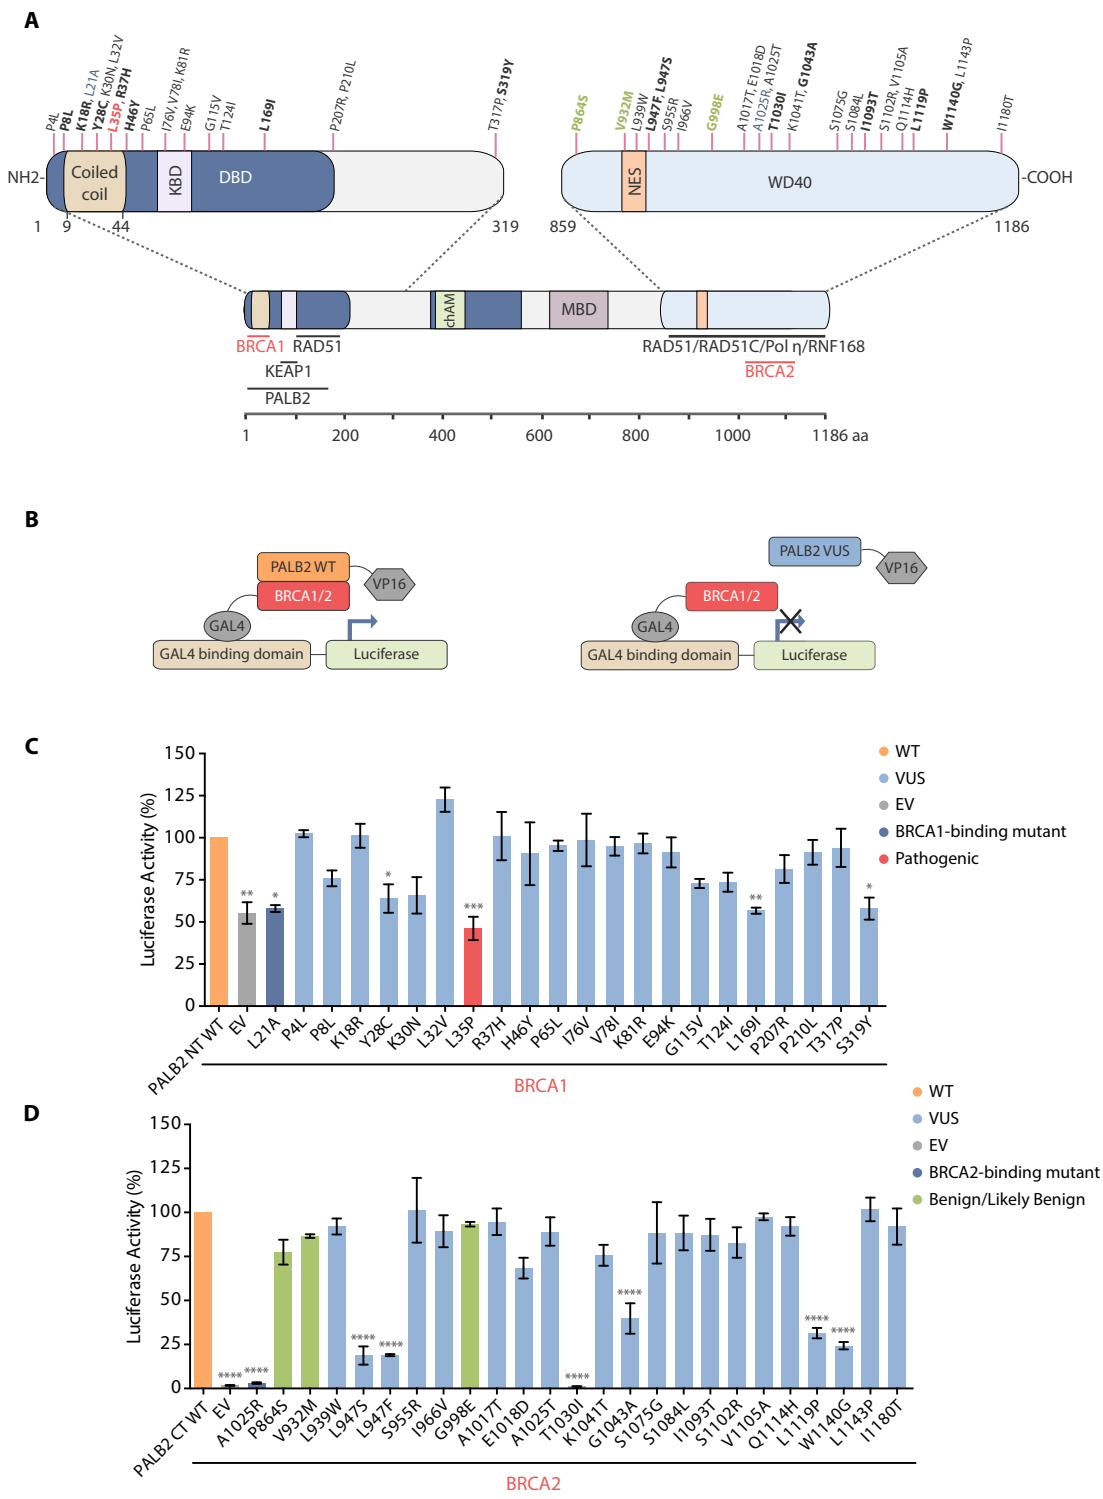 A
P4L
P8L
K18R, L21A
Y28C, K30N, L32V
L35P, R37H
H46Y
P65L
I76V, V78I, K81R
E94K
G115V
T124I
L169I
P207R, P210L
T317P, S319Y
P864S
V932M
L939W
L947F, L947S
S955R
I966V
G998E
A1017T, E1018D
A1025R, A1025T
T1030I
K1041T, G1043A
S1075G
S1084L
I1093T
S1102R, V1105A
Q1114H
L1119P
W1140G, L1143P
I1180T
NH2-
Coiled coil
KBD
DBD
NES
WD40
-COOH
1
9
44
319
859
1186
chAM
MBD
BRCA1
RAD51
KEAP1
PALB2
RAD51/RAD51C/Pol η/RNF168
BRCA2
1
200
400
600
800
1000
1186 aa
B
PALB2 WT
BRCA1/2
VP16
GAL4
GAL4 binding domain
Luciferase
PALB2 VUS
VP16
BRCA1/2
GAL4
GAL4 binding domain
Luciferase
C
Luciferase Activity (%)
150
125
100
75
50
25
0
**
*
*
***
**
*
PALB2 NT WT
EV
L21A
P4L
P8L
K18R
Y28C
K30N
L32V
L35P
R37H
H46Y
P65L
I76V
V78I
K81R
E94K
G115V
T124I
L169I
P207R
P210L
T317P
S319Y
BRCA1
WT
VUS
EV
BRCA1-binding mutant
Pathogenic
D
Luciferase Activity (%)
150
125
100
75
50
25
0
****
****
****
****
****
****
****
****
PALB2 CT WT
EV
A1025R
P864S
V932M
L939W
L947S
L947F
S955R
I966V
G998E
A1017T
E1018D
A1025T
T1030I
K1041T
G1043A
S1075G
S1084L
I1093T
S1102R
V1105A
Q1114H
L1119P
W1140G
L1143P
I1180T
BRCA2
WT
VUS
EV
BRCA2-binding mutant
Benign/Likely Benign